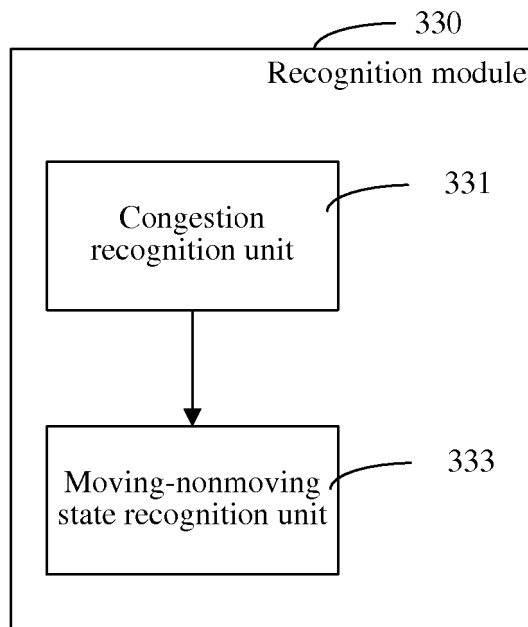 330
Recognition module
331
Congestion
recognition unit
333
Moving-nonmoving
state recognition unit